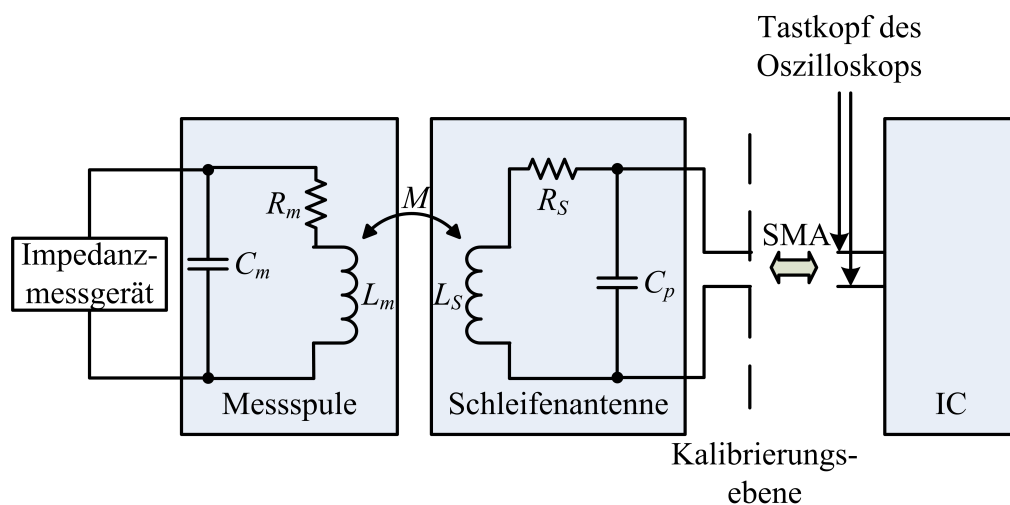 Tastkopf des
Oszilloskops
Impedanz-
messgerät
C_m
R_m
L_m
M
L_S
R_S
C_p
SMA
Messspule
Schleifenantenne
IC
Kalibrierungs-
ebene